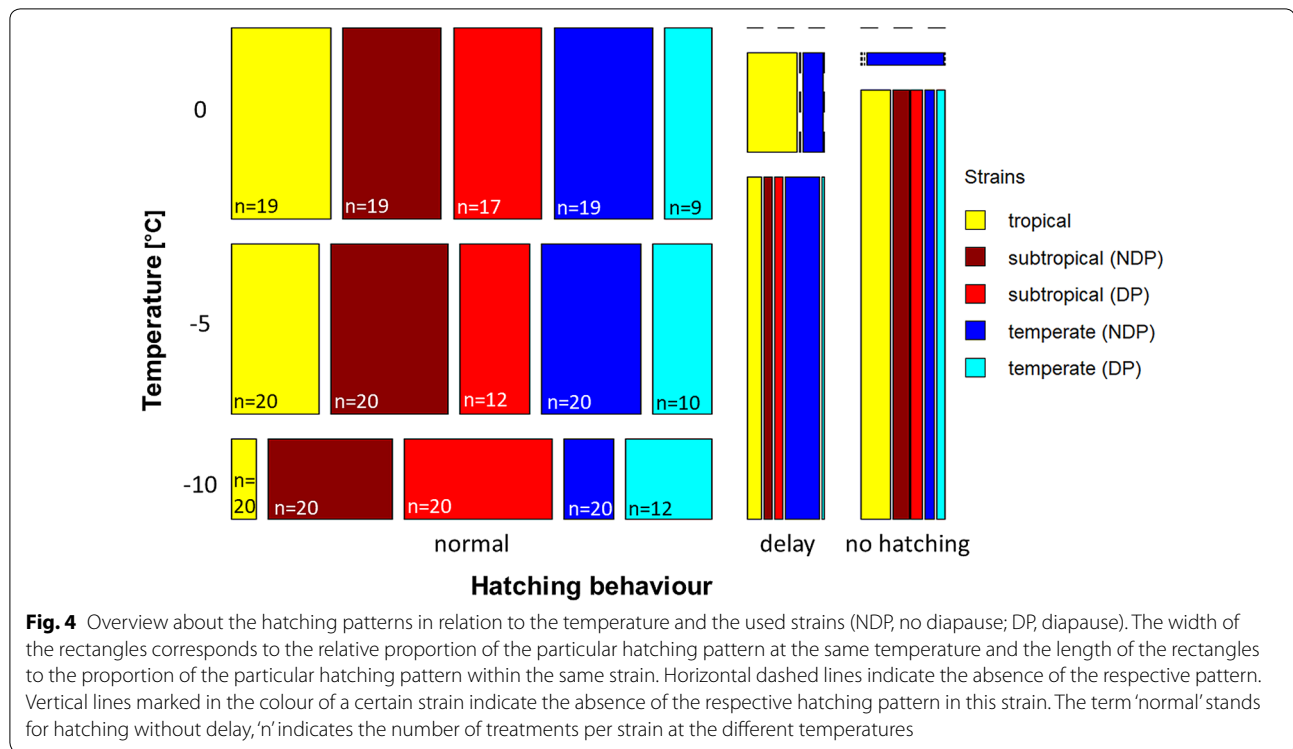 0
n=19
n=19
n=17
n=19
n=9
Temperature [°C]
-5
n=20
n=20
n=12
n=20
n=10
-10
n=
20
n=20
n=20
n=20
n=12
normal
delay
no hatching
Hatching behaviour
Strains
tropical
subtropical (NDP)
subtropical (DP)
temperate (NDP)
temperate (DP)
Fig. 4 Overview about the hatching patterns in relation to the temperature and the used strains (NDP, no diapause; DP, diapause). The width of
the rectangles corresponds to the relative proportion of the particular hatching pattern at the same temperature and the length of the rectangles
to the proportion of the particular hatching pattern within the same strain. Horizontal dashed lines indicate the absence of the respective pattern.
Vertical lines marked in the colour of a certain strain indicate the absence of the respective hatching pattern in this strain. The term ‘normal’ stands
for hatching without delay, ‘n’ indicates the number of treatments per strain at the different temperatures